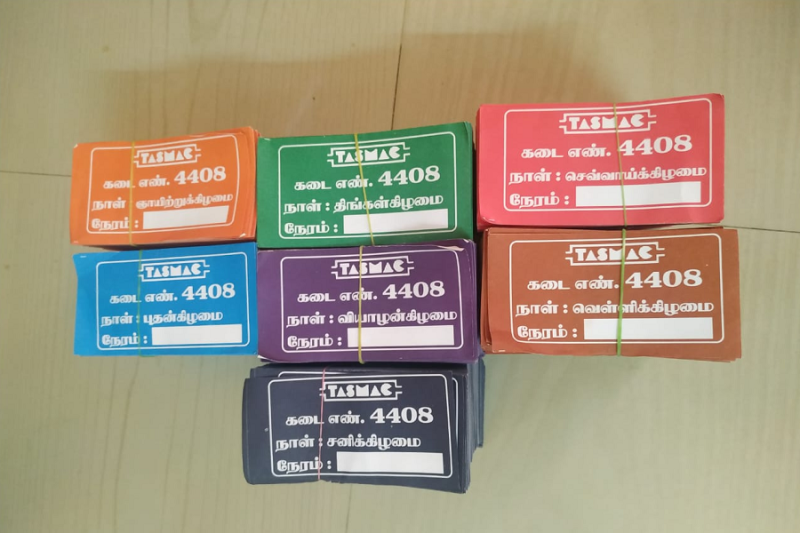 TASMAC
கடை எண். 4408
நாள் : ஞாயிற்றுக்கிழமை
நேரம் :
TASMAC
கடை எண். 4408
நாள் : திங்கள்கிழமை
நேரம் :
TASMAC
கடை எண். 4408
நாள் : செவ்வாய்க்கிழமை
நேரம் :
TASMAC
கடை எண். 4408
நாள் : புதன்கிழமை
நேரம் :
TASMAC
கடை எண். 4408
நாள் : வியாழன்கிழமை
நேரம் :
TASMAC
கடை எண். 4408
நாள் : வெள்ளிக்கிழமை
நேரம் :
TASMAC
கடை எண். 4408
நாள் : சனிக்கிழமை
நேரம் :